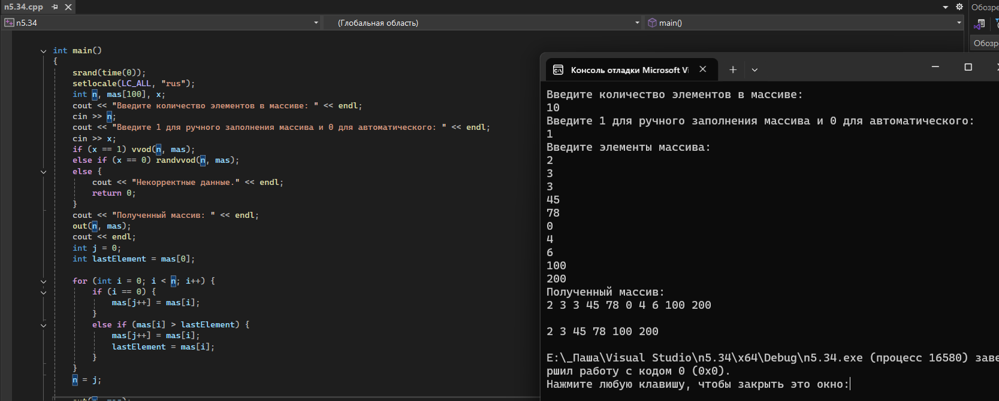 n5.34.cpp
Обозре
n5.34
(Глобальная область)
main()
Обозр
int main()
{
srand(time(0));
setlocale(LC_ALL, "rus");
int n, mas[100], x;
cout << "Введите количество элементов в массиве: " << endl;
cin >> n;
cout << "Введите 1 для ручного заполнения массива и 0 для автоматического: " << endl;
cin >> x;
if (x == 1) vvod(n, mas);
else if (x == 0) randvvod(n, mas);
else {
cout << "Некорректные данные." << endl;
return 0;
}
cout << "Полученный массив: " << endl;
out(n, mas);
cout << endl;
int j = 0;
int lastElement = mas[0];
for (int i = 0; i < n; i++) {
if (i == 0) {
mas[j++] = mas[i];
}
else if (mas[i] > lastElement) {
mas[j++] = mas[i];
lastElement = mas[i];
}
}
n = j;
out(n, mas);
Консоль отладки Microsoft Vi
Введите количество элементов в массиве:
10
Введите 1 для ручного заполнения массива и 0 для автоматического:
1
Введите элементы массива:
2
3
3
45
78
0
4
6
100
200
Полученный массив:
2 3 3 45 78 0 4 6 100 200
2 3 45 78 100 200
E:\_Паша\Visual Studio\n5.34\x64\Debug\n5.34.exe (процесс 16580) заве
ршил работу с кодом 0 (0x0).
Нажмите любую клавишу, чтобы закрыть это окно: